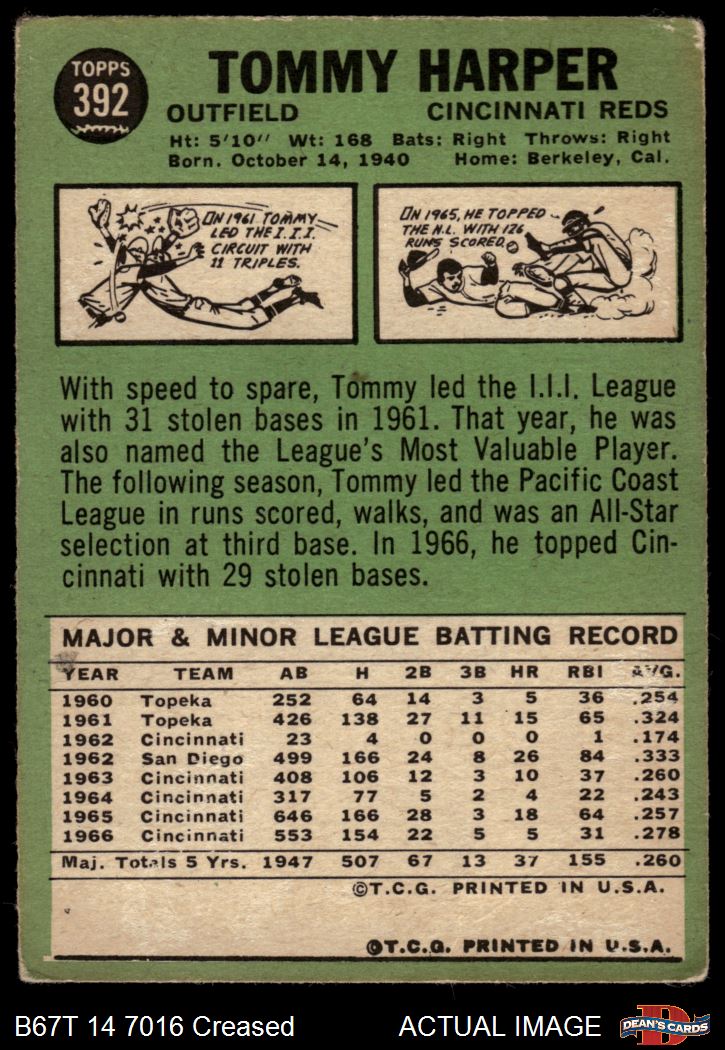 TOPPS
392
TOMMY HARPER
OUTFIELD CINCINNATI REDS
Ht: 5'10" Wt: 168 Bats: Right Throws: Right
Born. October 14, 1940 Home: Berkeley, Cal.
IN 1961 TOMMY
LED THE I.I.I.
CIRCUIT WITH
11 TRIPLES.
IN 1965, HE TOPPED
THE N.L. WITH 126
RUNS SCORED.
With speed to spare, Tommy led the I.I.I. League
with 31 stolen bases in 1961. That year, he was
also named the League's Most Valuable Player.
The following season, Tommy led the Pacific Coast
League in runs scored, walks, and was an All-Star
selection at third base. In 1966, he topped Cin-
cinnati with 29 stolen bases.
MAJOR & MINOR LEAGUE BATTING RECORD
YEAR TEAM AB H 2B 3B HR RBI AVG.
1960 Topeka 252 64 14 3 5 36 .254
1961 Topeka 426 138 27 11 15 65 .324
1962 Cincinnati 23 4 0 0 0 1 .174
1962 San Diego 499 166 24 8 26 84 .333
1963 Cincinnati 408 106 12 3 10 37 .260
1964 Cincinnati 317 77 5 2 4 22 .243
1965 Cincinnati 646 166 28 3 18 64 .257
1966 Cincinnati 553 154 22 5 5 31 .278
Maj. Totals 5 Yrs. 1947 507 67 13 37 155 .260
©T.C.G. PRINTED IN U.S.A.
©T.C.G. PRINTED IN U.S.A.
B67T 14 7016 Creased ACTUAL IMAGE
D
DEAN'S CARDS